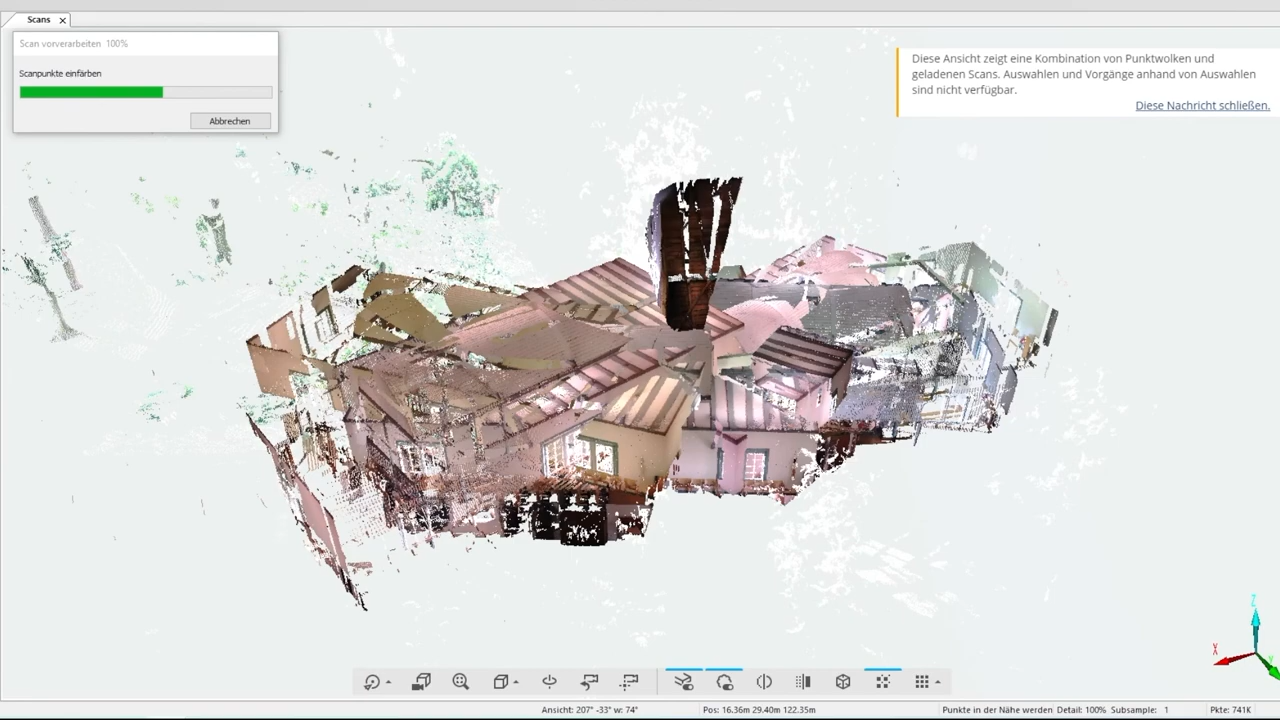 Scans
Scan vorverarbeiten 100%
Scanpunkte einfärben
Abbrechen
Diese Ansicht zeigt eine Kombination von Punktwolken und
geladenen Scans. Auswahlen und Vorgänge anhand von Auswahlen
sind nicht verfügbar.
Diese Nachricht schließen.
Z
X
Y
Ansicht: 207° -33° w: 74° Pos: 16.36m 29.40m 122.35m Punkte in der Nähe werden Detail: 100% Subsample: 1 Pkte: 741K